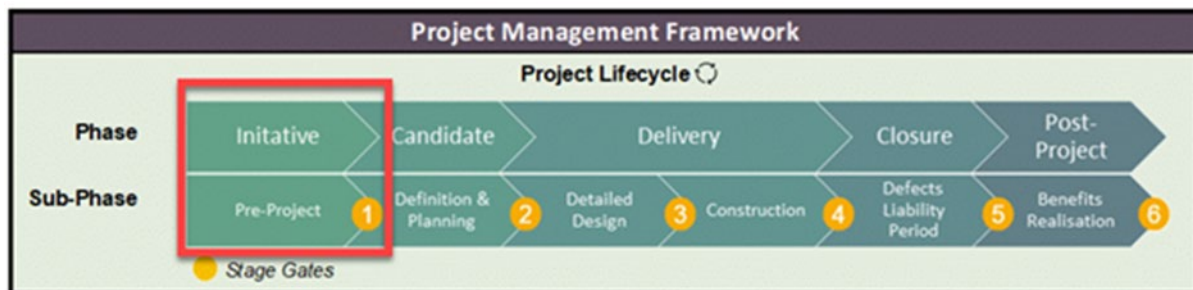 Project Management Framework
Project Lifecycle
Phase
Initative
Candidate
Delivery
Closure
Post-
Project
Sub-Phase
Pre-Project
1
Definition &
Planning
2
Detailed
Design
3
Construction
4
Defects
Liability
Period
5
Benefits
Realisation
6
Stage Gates